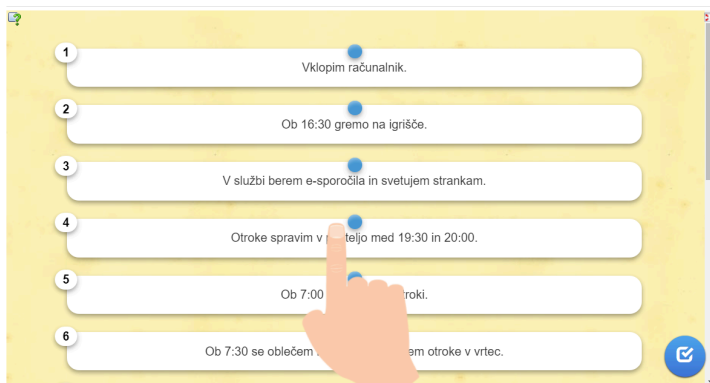 1
Vklopim računalnik.
2
Ob 16:30 gremo na igrišče.
3
V službi berem e-sporočila in svetujem strankam.
4
Otroke spravim v med 19:30 in 20:00.
5
Ob 7:00
6
Ob 7:30 se oblečem otroke v vrtec.